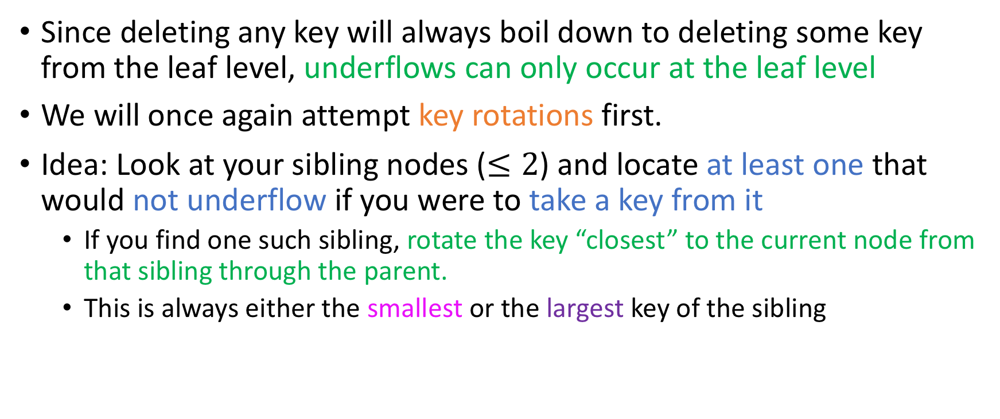 • Since deleting any key will always boil down to deleting some key
from the leaf level, underflows can only occur at the leaf level
• We will once again attempt key rotations first.
• Idea: Look at your sibling nodes (≤ 2) and locate at least one that
would not underflow if you were to take a key from it
• If you find one such sibling, rotate the key “closest” to the current node from
that sibling through the parent.
• This is always either the smallest or the largest key of the sibling